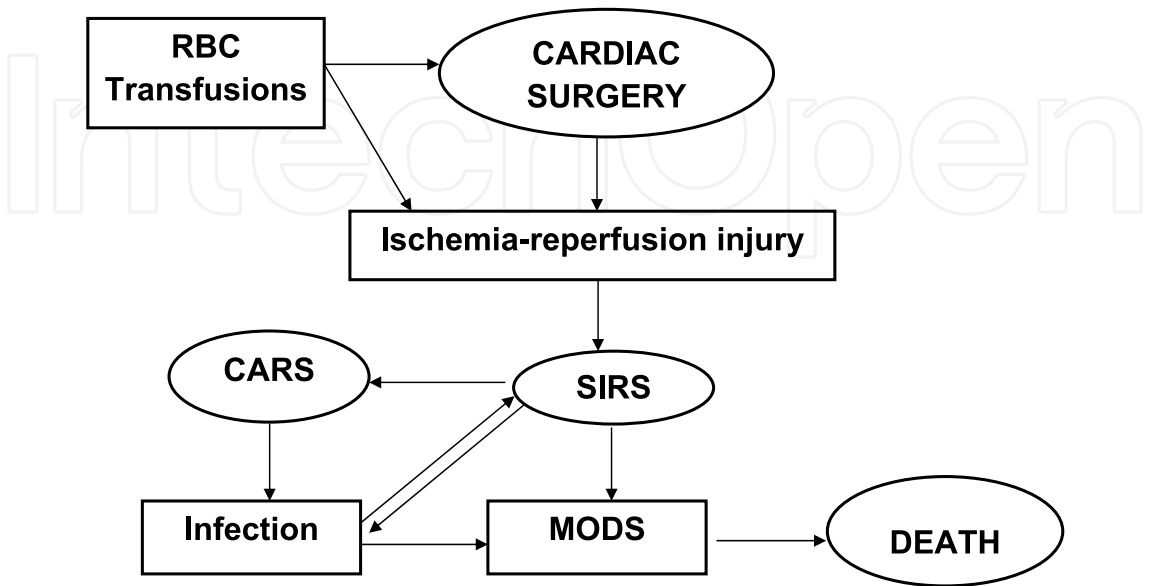 RBC
Transfusions
CARDIAC
SURGERY
IntechOpen
Ischemia-reperfusion injury
CARS
SIRS
Infection
MODS
DEATH